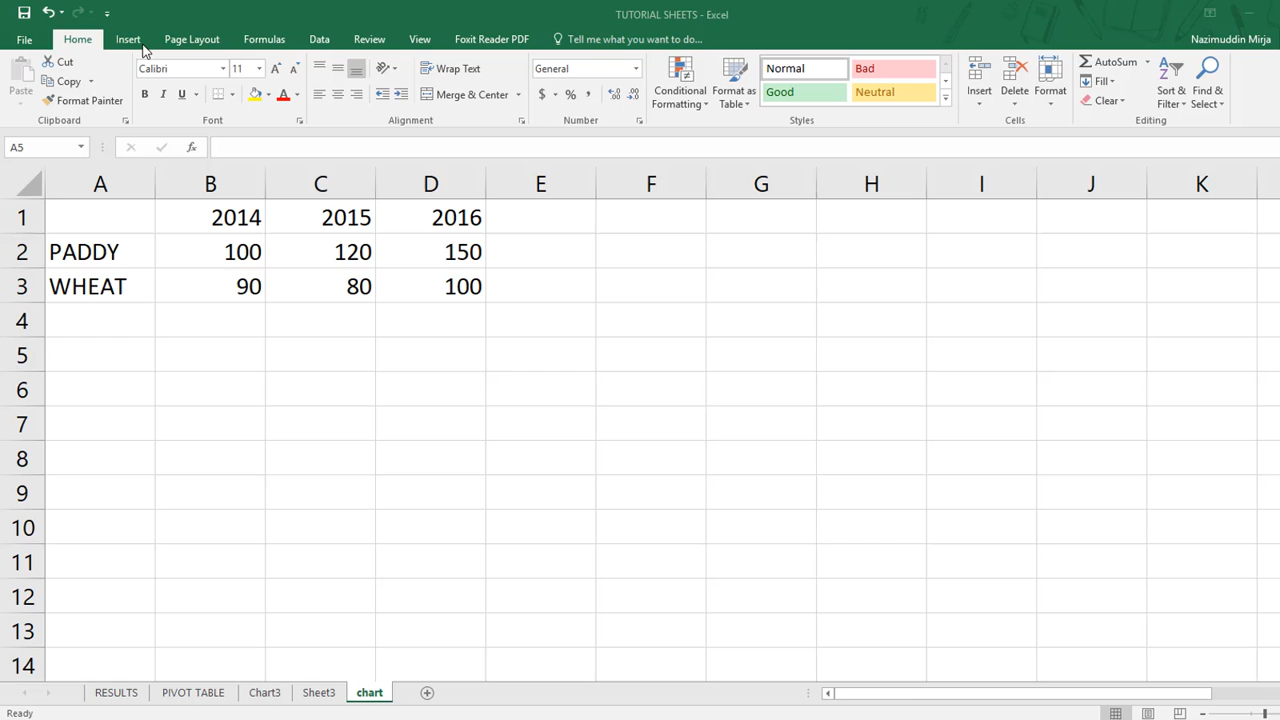 TUTORIAL SHEETS - Excel
File Home Insert Page Layout Formulas Data Review View Foxit Reader PDF Tell me what you want to do... Nazimuddin Mirja
Paste Cut Calibri 11 Wrap Text General Normal Bad AutoSum
Copy Conditional Formatting Format as Table Insert Delete Format Fill Sort & Filter Find & Select
Format Painter B I U A Merge & Center $ % , Good Neutral Clear
Clipboard Font Alignment Number Styles Cells Editing
A5 fx
A B C D E F G H I J K
1 2014 2015 2016
2 PADDY 100 120 150
3 WHEAT 90 80 100
4
5
6
7
8
9
10
11
12
13
14
RESULTS PIVOT TABLE Chart3 Sheet3 chart
Ready